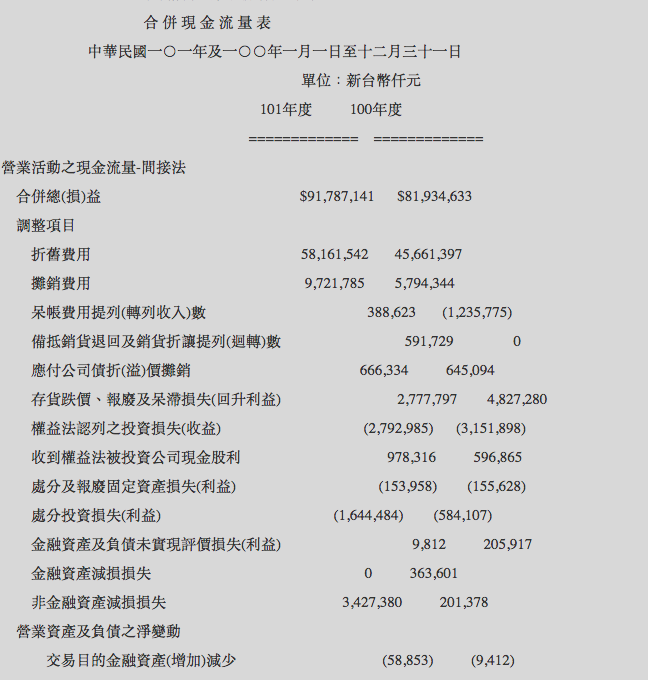 合併現金流量表
中華民國一○一年及一○○年一月一日至十二月三十一日
單位：新台幣仟元
101年度 100年度
============= =============
營業活動之現金流量-間接法
合併總(損)益 $91,787,141 $81,934,633
調整項目
折舊費用 58,161,542 45,661,397
攤銷費用 9,721,785 5,794,344
呆帳費用提列(轉列收入)數 388,623 (1,235,775)
備抵銷貨退回及銷貨折讓提列(迴轉)數 591,729 0
應付公司債折(溢)價攤銷 666,334 645,094
存貨跌價、報廢及呆滯損失(回升利益) 2,777,797 4,827,280
權益法認列之投資損失(收益) (2,792,985) (3,151,898)
收到權益法被投資公司現金股利 978,316 596,865
處分及報廢固定資產損失(利益) (153,958) (155,628)
處分投資損失(利益) (1,644,484) (584,107)
金融資產及負債未實現評價損失(利益) 9,812 205,917
金融資產減損損失 0 363,601
非金融資產減損損失 3,427,380 201,378
營業資產及負債之淨變動
交易目的金融資產(增加)減少 (58,853) (9,412)